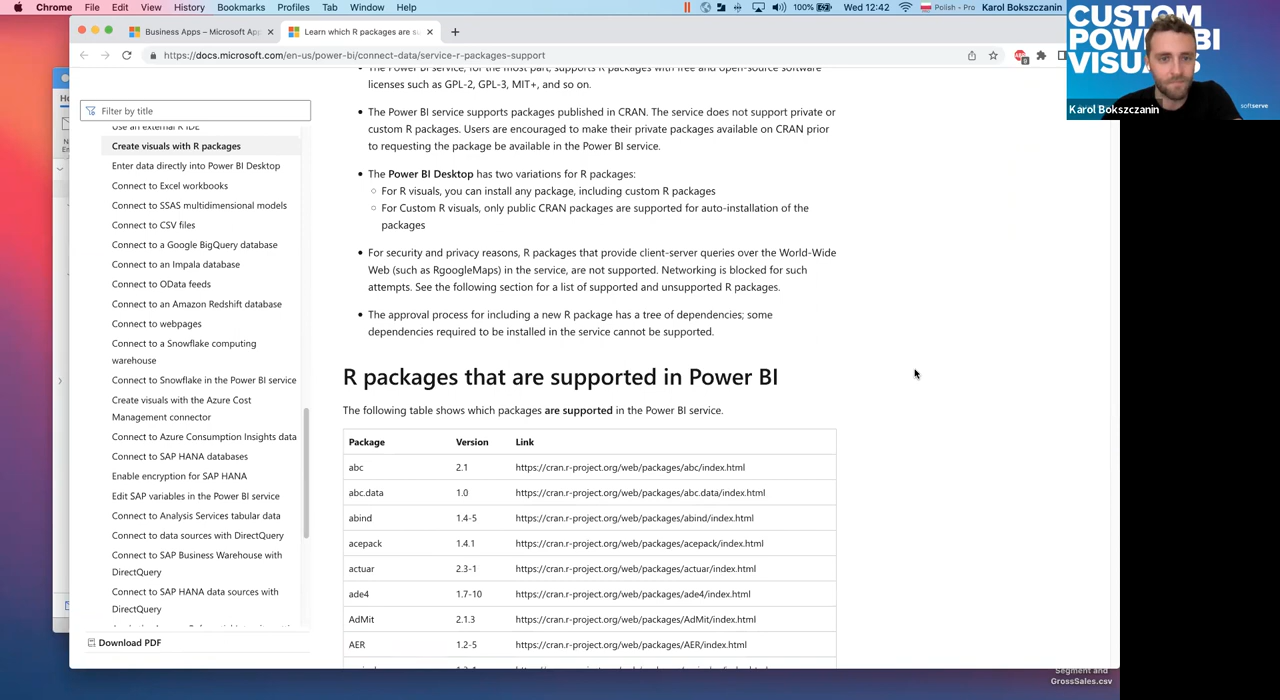 Chrome File Edit View History Bookmarks Profiles Tab Window Help
100% Wed 12:42 Polish - Pro Karol Bokszczanin
Business Apps – Microsoft App
Learn which R packages are su
https://docs.microsoft.com/en-us/power-bi/connect-data/service-r-packages-support
CUSTOM
POWER BI
VISUALS
Karol Bokszczanin
softserve
Filter by title
Use an external R IDE
Create visuals with R packages
Enter data directly into Power BI Desktop
Connect to Excel workbooks
Connect to SSAS multidimensional models
Connect to CSV files
Connect to a Google BigQuery database
Connect to an Impala database
Connect to OData feeds
Connect to an Amazon Redshift database
Connect to webpages
Connect to a Snowflake computing
warehouse
Connect to Snowflake in the Power BI service
Create visuals with the Azure Cost
Management connector
Connect to Azure Consumption Insights data
Connect to SAP HANA databases
Enable encryption for SAP HANA
Edit SAP variables in the Power BI service
Connect to Analysis Services tabular data
Connect to data sources with DirectQuery
Connect to SAP Business Warehouse with
DirectQuery
Connect to SAP HANA data sources with
DirectQuery
Download PDF
The Power BI service, for the most part, supports R packages with free and open-source software
licenses such as GPL-2, GPL-3, MIT+, and so on.
The Power BI service supports packages published in CRAN. The service does not support private or
custom R packages. Users are encouraged to make their private packages available on CRAN prior
to requesting the package be available in the Power BI service.
The Power BI Desktop has two variations for R packages:
For R visuals, you can install any package, including custom R packages
For Custom R visuals, only public CRAN packages are supported for auto-installation of the
packages
For security and privacy reasons, R packages that provide client-server queries over the World-Wide
Web (such as RgoogleMaps) in the service, are not supported. Networking is blocked for such
attempts. See the following section for a list of supported and unsupported R packages.
The approval process for including a new R package has a tree of dependencies; some
dependencies required to be installed in the service cannot be supported.
R packages that are supported in Power BI
The following table shows which packages are supported in the Power BI service.
Package Version Link
abc 2.1 https://cran.r-project.org/web/packages/abc/index.html
abc.data 1.0 https://cran.r-project.org/web/packages/abc.data/index.html
abind 1.4-5 https://cran.r-project.org/web/packages/abind/index.html
acepack 1.4.1 https://cran.r-project.org/web/packages/acepack/index.html
actuar 2.3-1 https://cran.r-project.org/web/packages/actuar/index.html
ade4 1.7-10 https://cran.r-project.org/web/packages/ade4/index.html
AdMit 2.1.3 https://cran.r-project.org/web/packages/AdMit/index.html
AER 1.2-5 https://cran.r-project.org/web/packages/AER/index.html
Segment and
GrossSales.csv